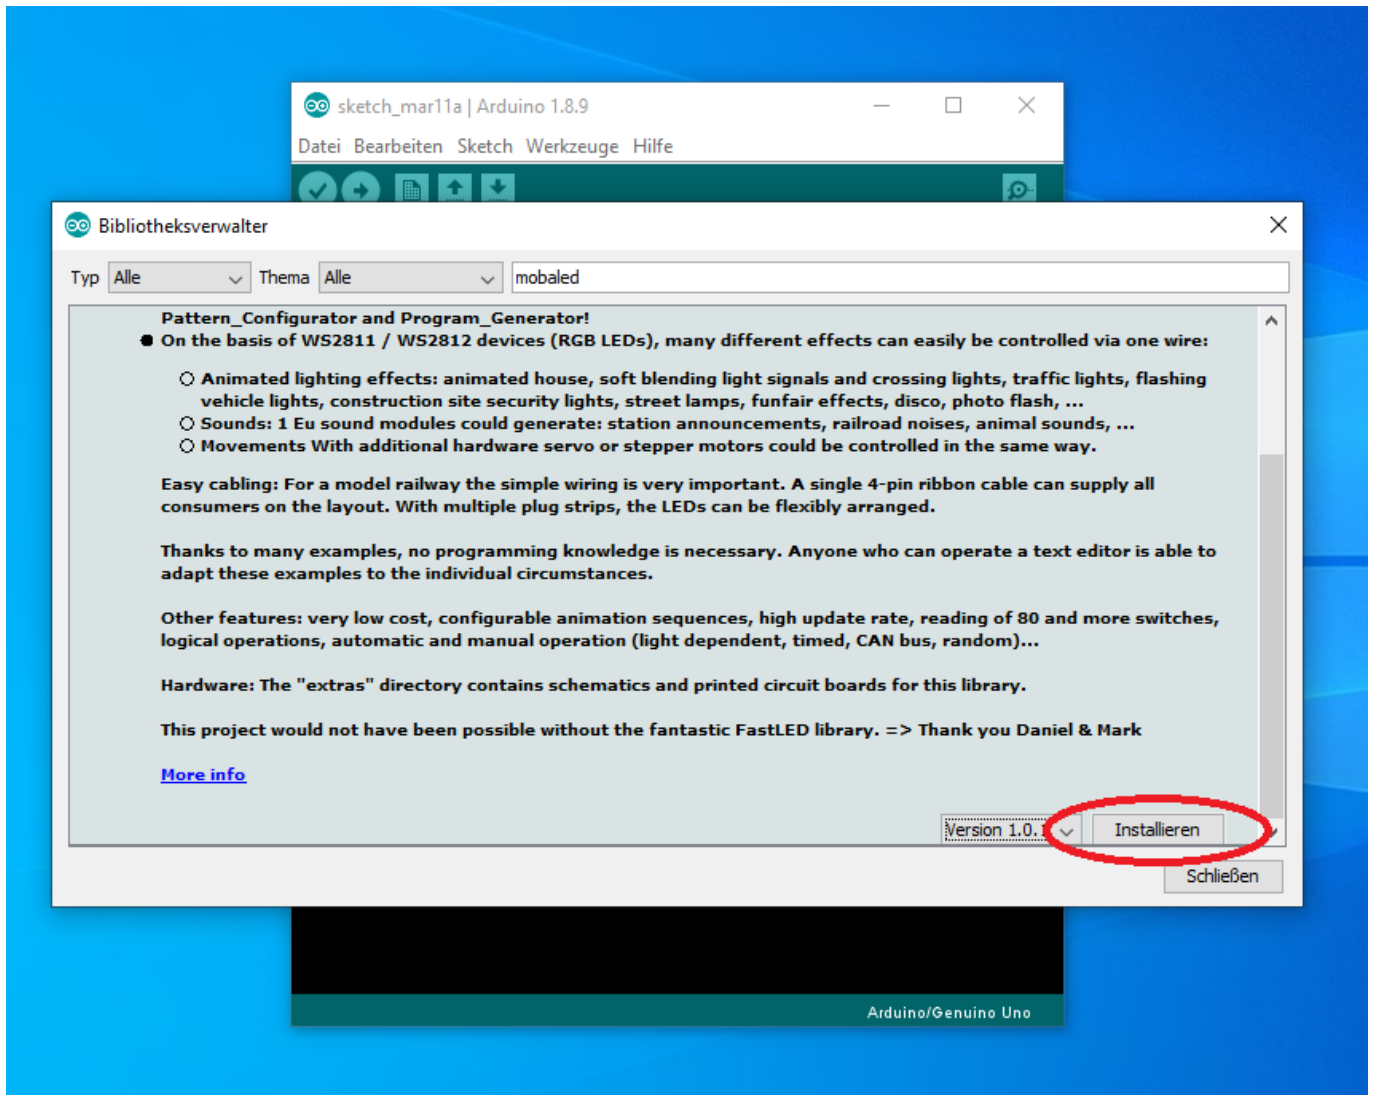 sketch_mar11a | Arduino 1.8.9
Datei Bearbeiten Sketch Werkzeuge Hilfe
Bibliotheksverwalter
Typ Alle Thema Alle mobaled
Pattern_Configurator and Program_Generator!
On the basis of WS2811 / WS2812 devices (RGB LEDs), many different effects can easily be controlled via one wire:
Animated lighting effects: animated house, soft blending light signals and crossing lights, traffic lights, flashing
vehicle lights, construction site security lights, street lamps, funfair effects, disco, photo flash, ...
Sounds: 1 Eu sound modules could generate: station announcements, railroad noises, animal sounds, ...
Movements With additional hardware servo or stepper motors could be controlled in the same way.
Easy cabling: For a model railway the simple wiring is very important. A single 4-pin ribbon cable can supply all
consumers on the layout. With multiple plug strips, the LEDs can be flexibly arranged.
Thanks to many examples, no programming knowledge is necessary. Anyone who can operate a text editor is able to
adapt these examples to the individual circumstances.
Other features: very low cost, configurable animation sequences, high update rate, reading of 80 and more switches,
logical operations, automatic and manual operation (light dependent, timed, CAN bus, random)...
Hardware: The "extras" directory contains schematics and printed circuit boards for this library.
This project would not have been possible without the fantastic FastLED library. => Thank you Daniel & Mark
More info
Version 1.0.1 Installieren
Schließen
Arduino/Genuino Uno